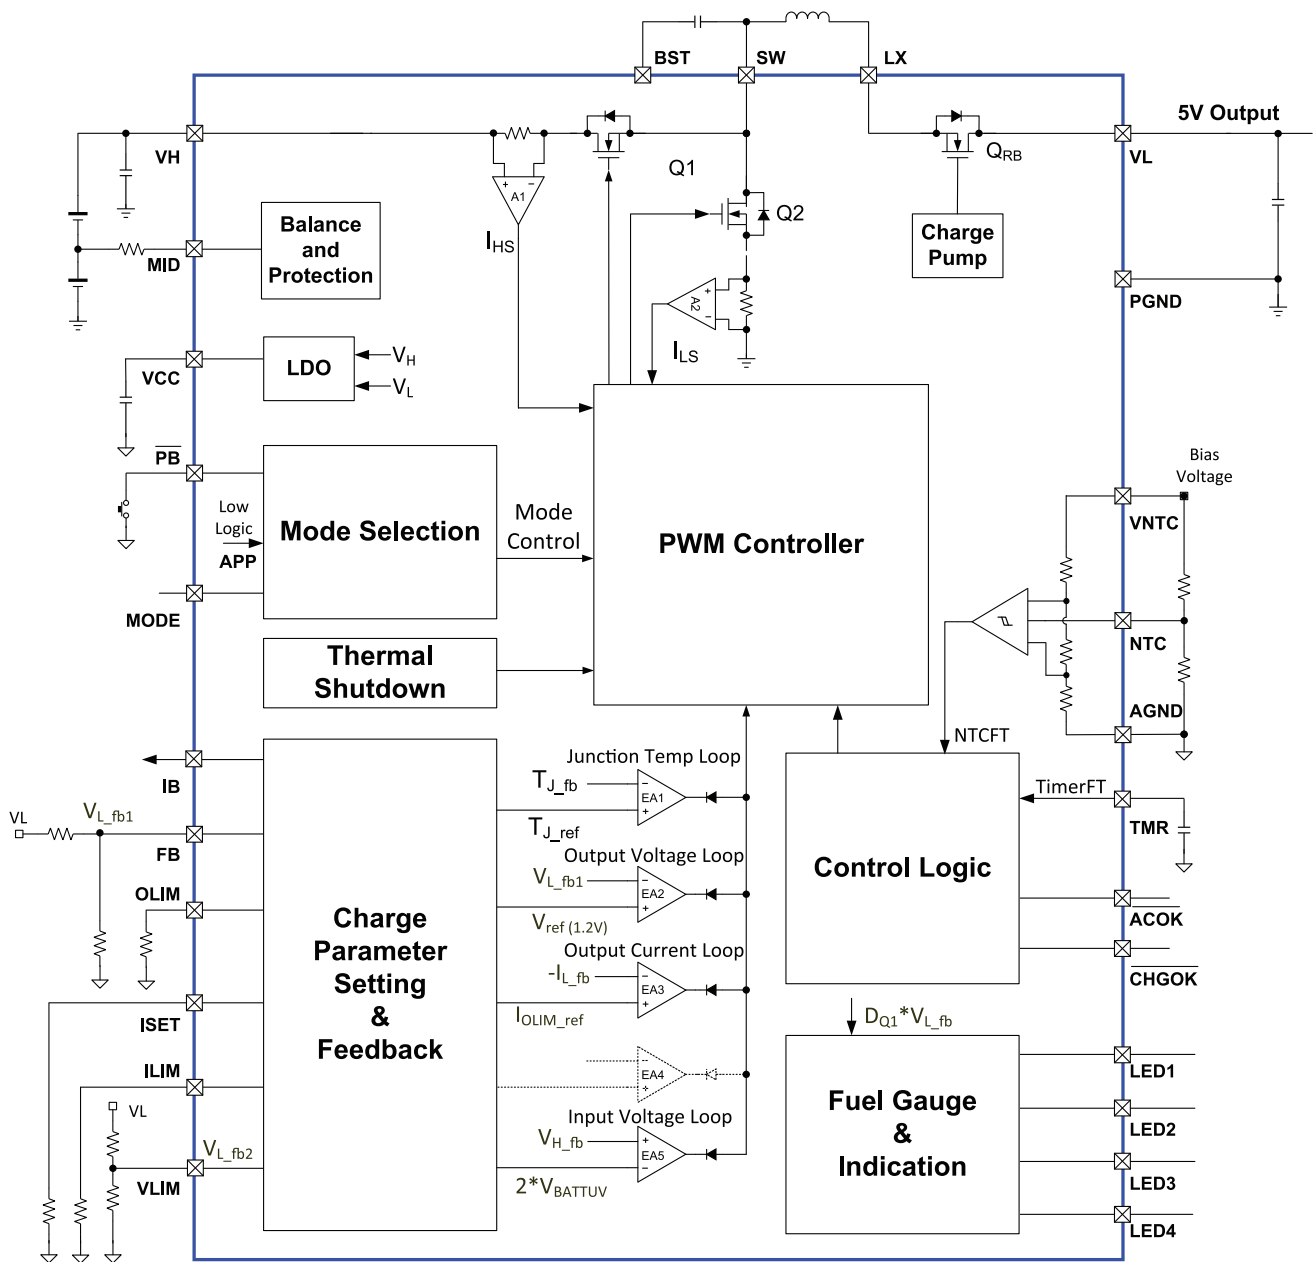 BST
SW
LX
5V Output
VH
Q1
QRB
VL
+
−
A1
Q2
IHS
Balance
and
Protection
MID
Charge
Pump
PGND
+
−
A2
ILS
VCC
LDO
VH
VL
PB
Low
Logic
APP
Mode Selection
Mode
Control
PWM Controller
Bias
Voltage
VNTC
MODE
NTC
Thermal
Shutdown
AGND
NTCFT
IB
Junction Temp Loop
TJ_fb
−
EA1
+
TJ_ref
TimerFT
TMR
VL
VL_fb1
FB
Output Voltage Loop
VL_fb1
−
EA2
+
Vref (1.2V)
Control Logic
OLIM
Charge
Parameter
Setting
&
Feedback
ACOK
Output Current Loop
-IL_fb
−
EA3
+
IOLIM_ref
CHGOK
ISET
DQ1*VL_fb
ILIM
−
EA4
+
LED1
VL
Input Voltage Loop
VH_fb
+
EA5
−
2*VBATTUV
Fuel Gauge
&
Indication
LED2
VL_fb2
VLIM
LED3
LED4